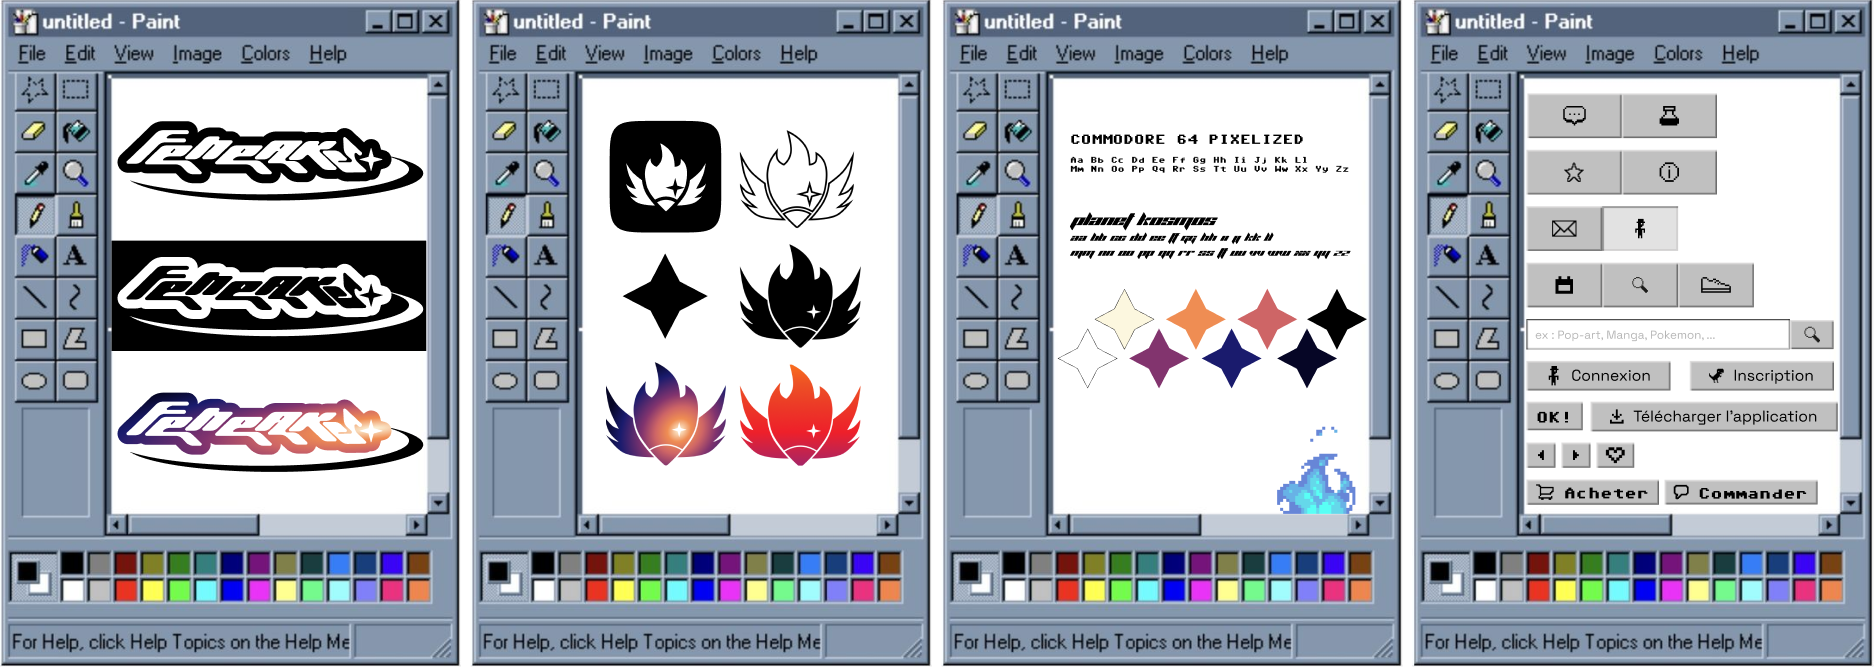 untitled - Paint
File Edit View Image Colors Help
For Help, click Help Topics on the Help Me
untitled - Paint
File Edit View Image Colors Help
For Help, click Help Topics on the Help Me
untitled - Paint
File Edit View Image Colors Help
COMMODORE 64 PIXELIZED
Aa Bb Cc Dd Ee Ff Gg Hh Ii Jj Kk Ll
Mm Nn Oo Pp Qq Rr Ss Tt Uu Vv Ww Xx Yy Zz
planet kosmos
aa bb cc dd ee ff gg hh ii jj kk ll
mm nn oo pp qq rr ss tt uu vv ww xx yy zz
For Help, click Help Topics on the Help Me
untitled - Paint
File Edit View Image Colors Help
ex : Pop-art, Manga, Pokemon, ...
Connexion
Inscription
OK!
Télécharger l'application
Acheter
Commander
For Help, click Help Topics on the Help Me